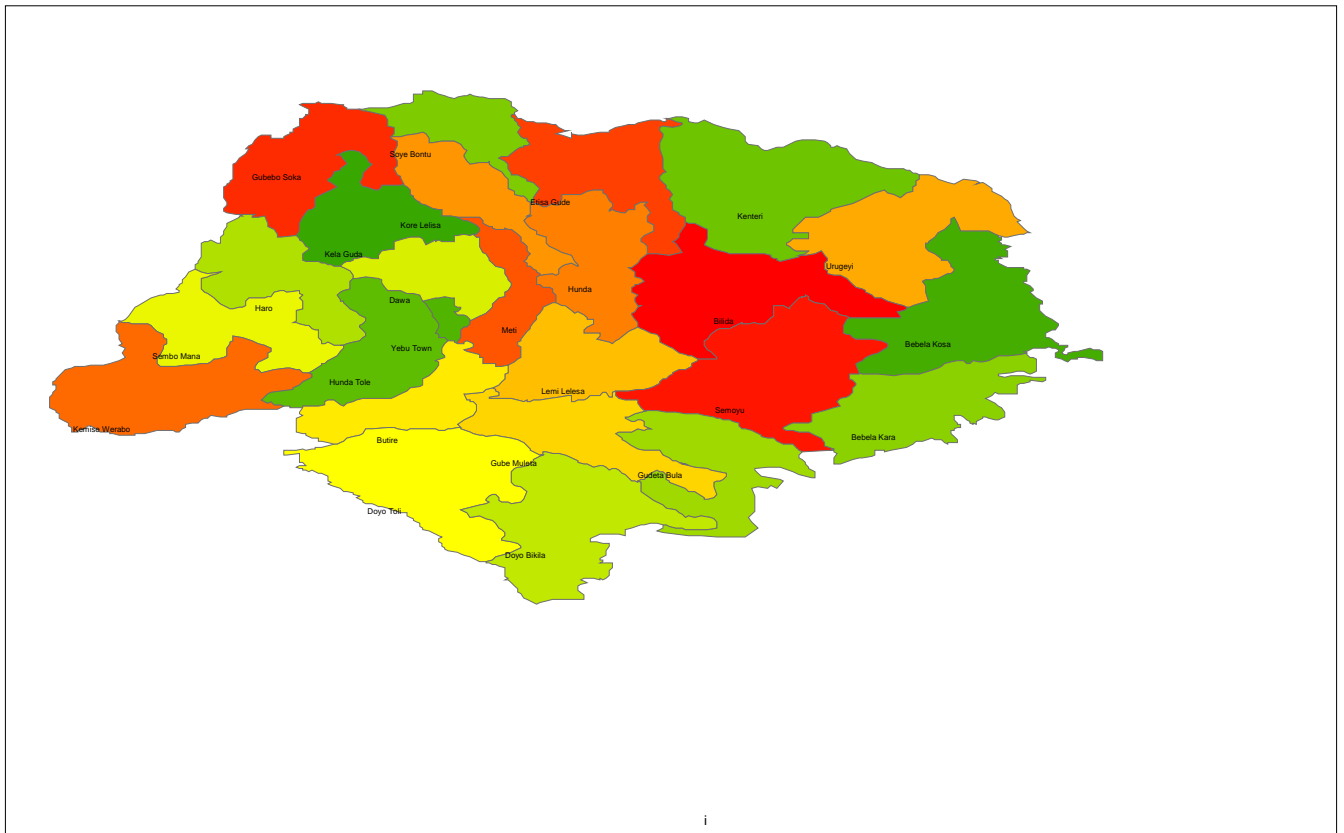 Soye Bontu
Gubebo Soka
Etisa Gude
Kenteri
Kore Lelisa
Kela Guda
Urugeyi
Hunda
Dawa
Haro
Bilida
Meti
Bebela Kosa
Yebu Town
Sembo Mana
Hunda Tole
Lemi Lelesa
Semoyu
Kemise Werabo
Bebela Kara
Butire
Gube Muleta
Gudeta Bula
Doyo Toli
Doyo Bikila
i